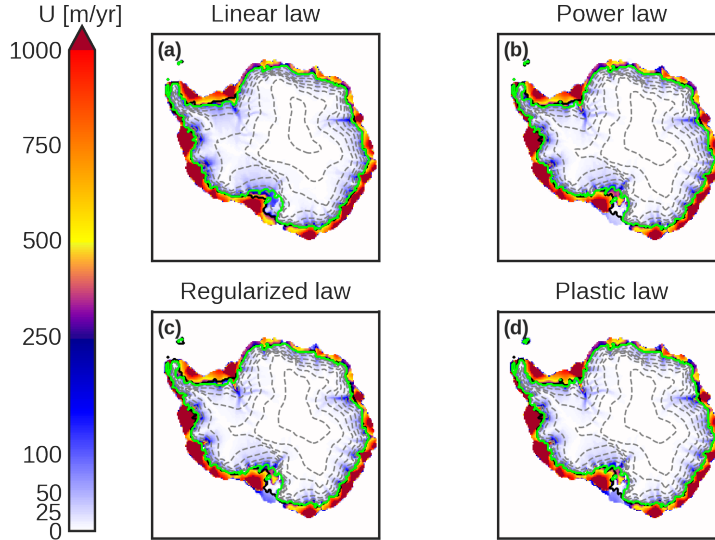 U [m/yr]
Linear law
Power law
1000
750
500
250
100
50
25
0
(a)
(b)
Regularized law
Plastic law
(c)
(d)